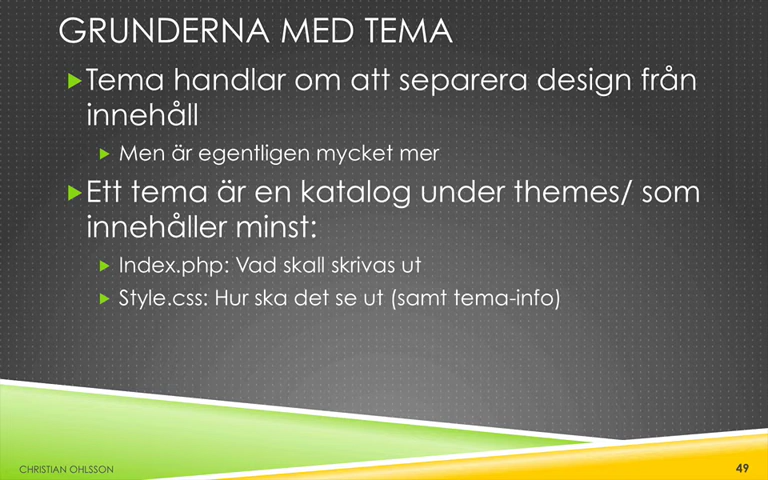 GRUNDERNA MED TEMA
Tema handlar om att separera design från
innehåll
Men är egentligen mycket mer
Ett tema är en katalog under themes/ som
innehåller minst:
Index.php: Vad skall skrivas ut
Style.css: Hur ska det se ut (samt tema-info)
CHRISTIAN OHLSSON
49